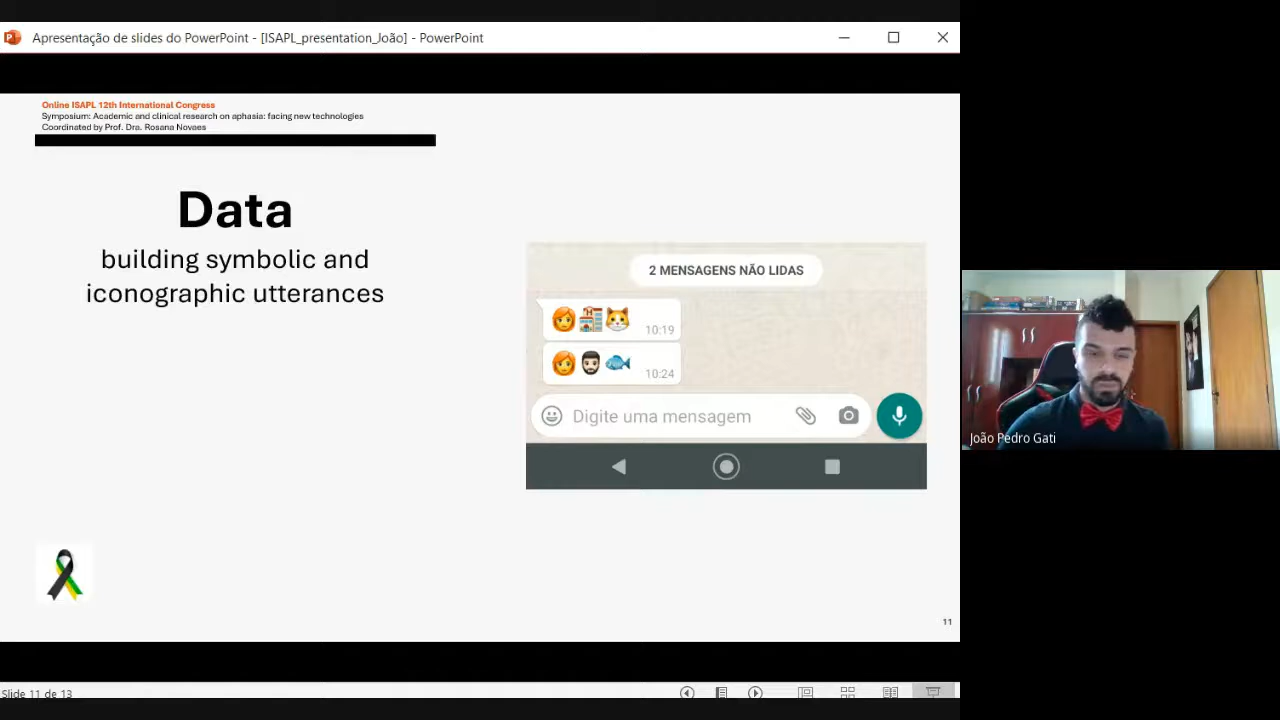 Apresentação de slides do PowerPoint - [ISAPL_presentation_João] - PowerPoint
Online ISAPL 12th International Congress
Symposium: Academic and clinical research on aphasia: facing new technologies
Coordinated by Prof. Dra. Rosana Novaes
Data
building symbolic and
iconographic utterances
2 MENSAGENS NÃO LIDAS
10:19
10:24
Digite uma mensagem
João Pedro Gati
11
Slide 11 de 13